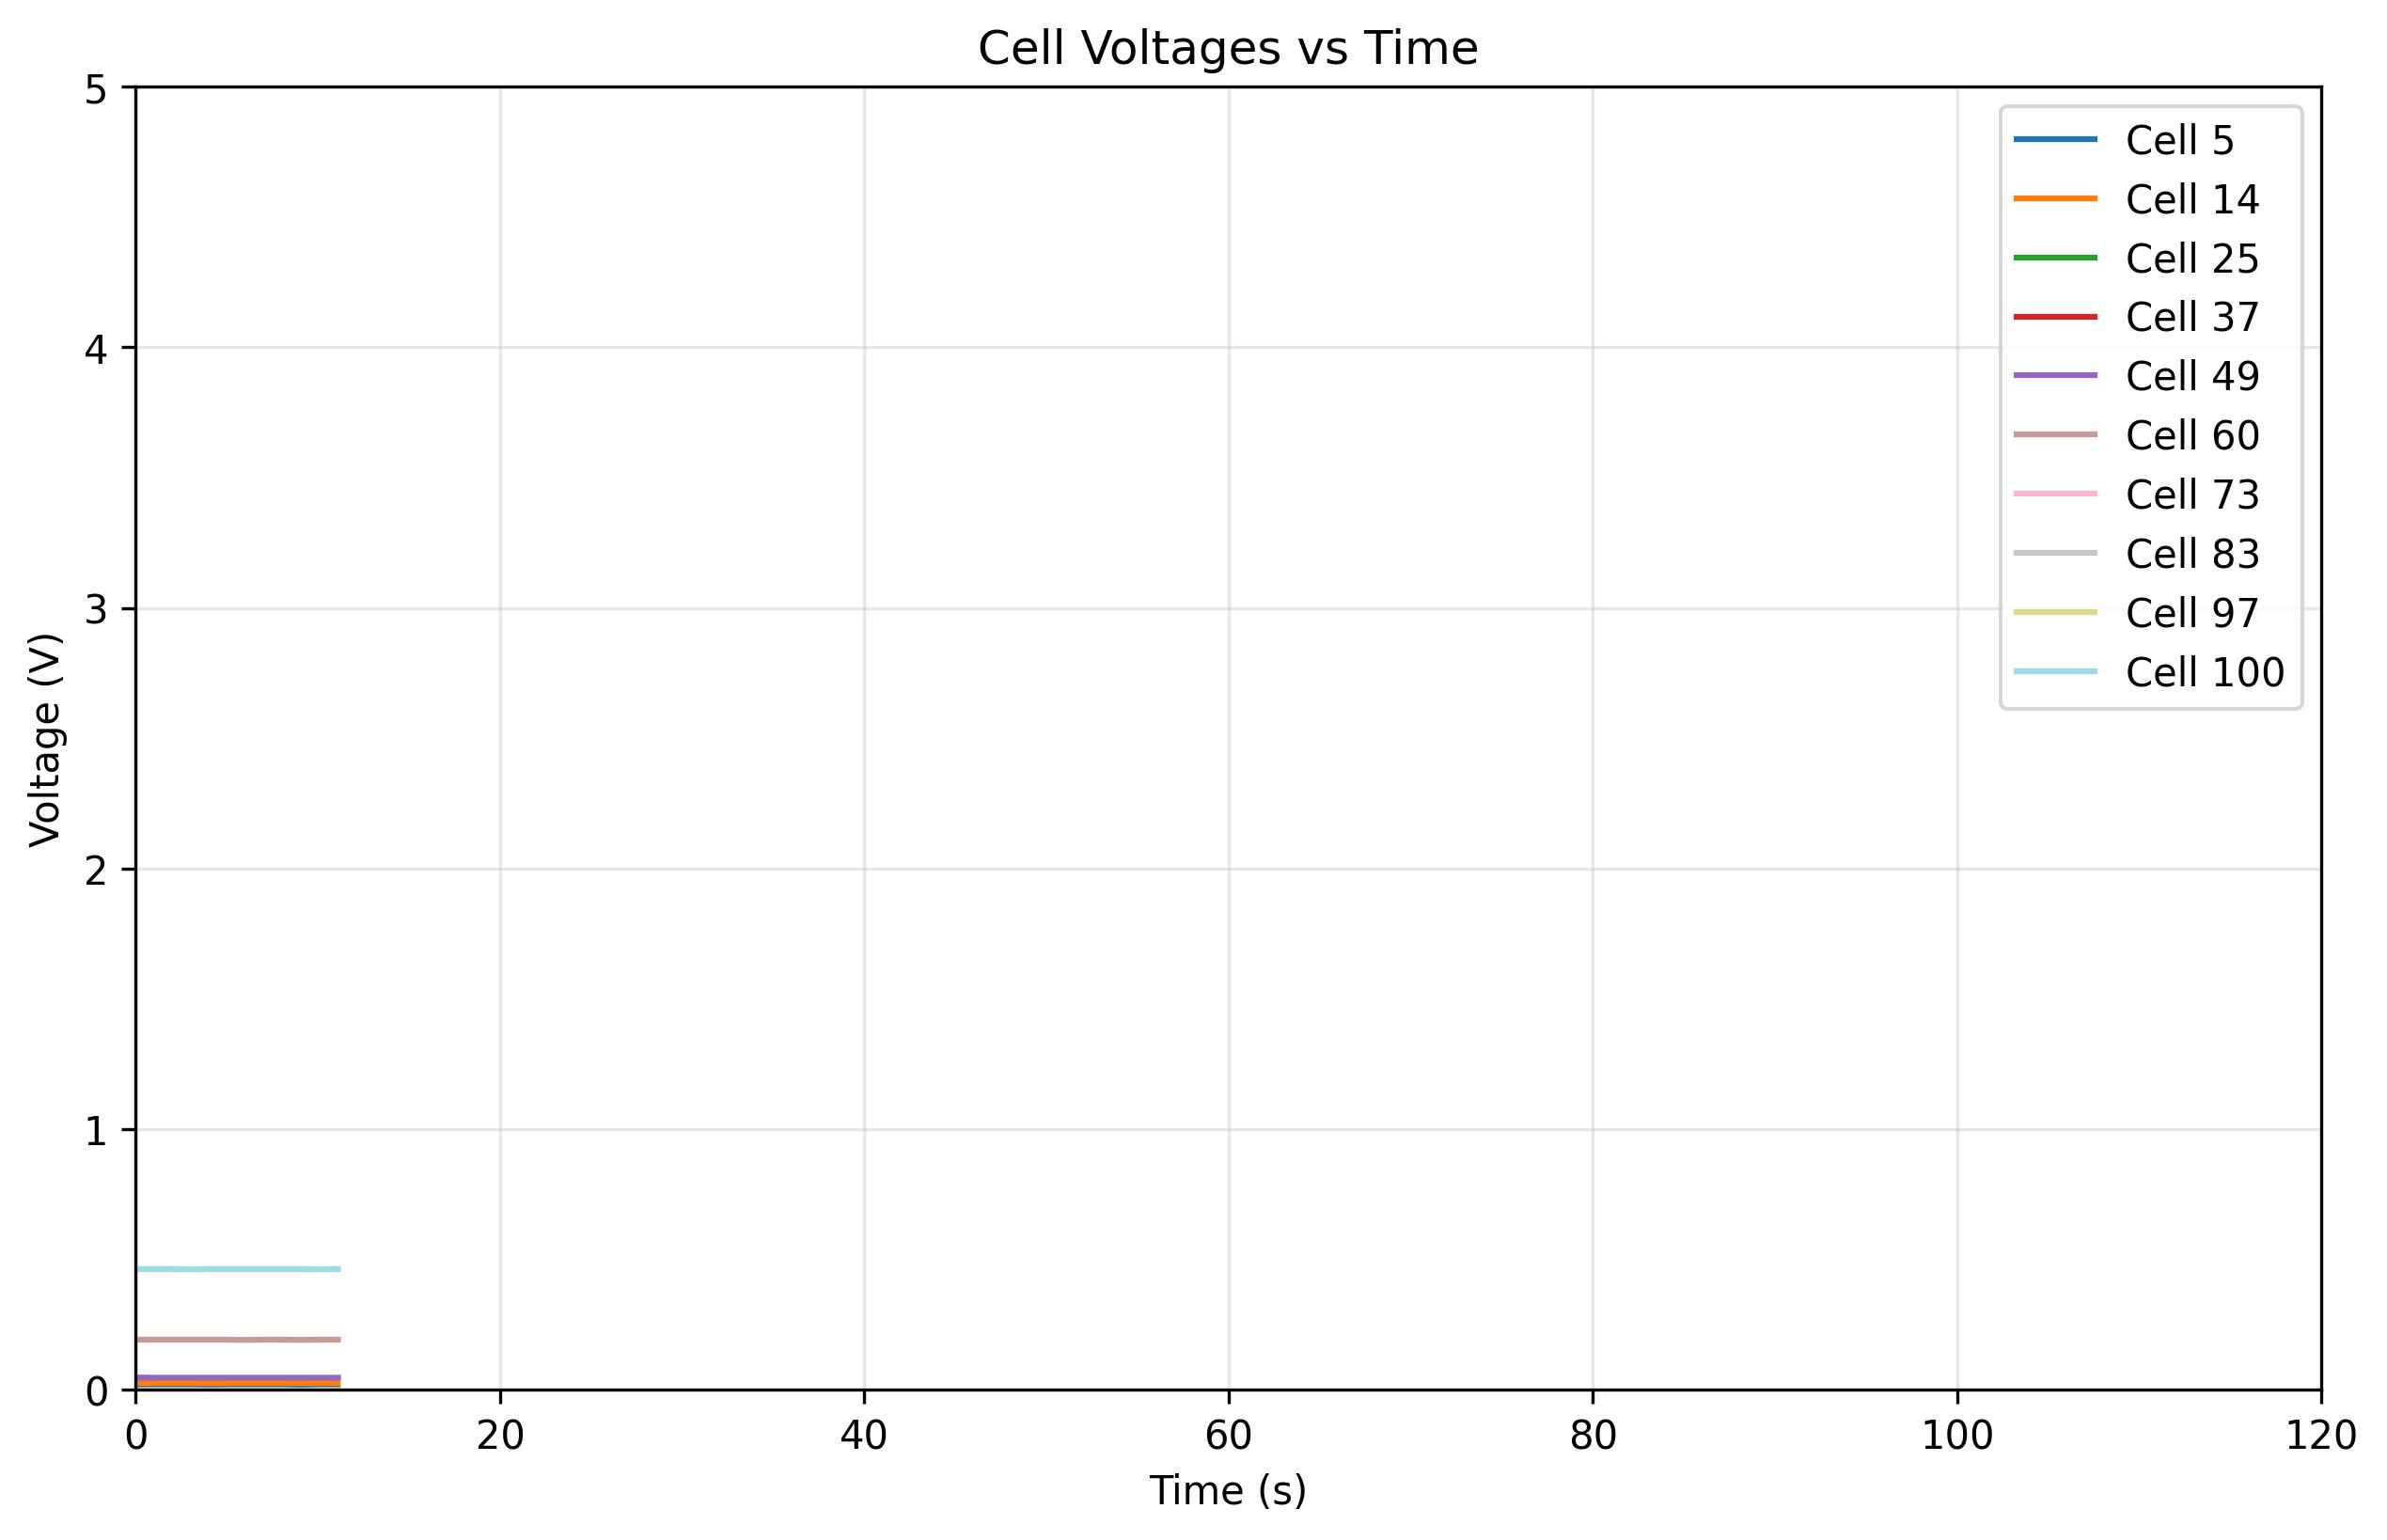 Cell Voltages vs Time
5
4
3
2
1
0
Voltage (V)
0 20 40 60 80 100 120
Time (s)
Cell 5
Cell 14
Cell 25
Cell 37
Cell 49
Cell 60
Cell 73
Cell 83
Cell 97
Cell 100